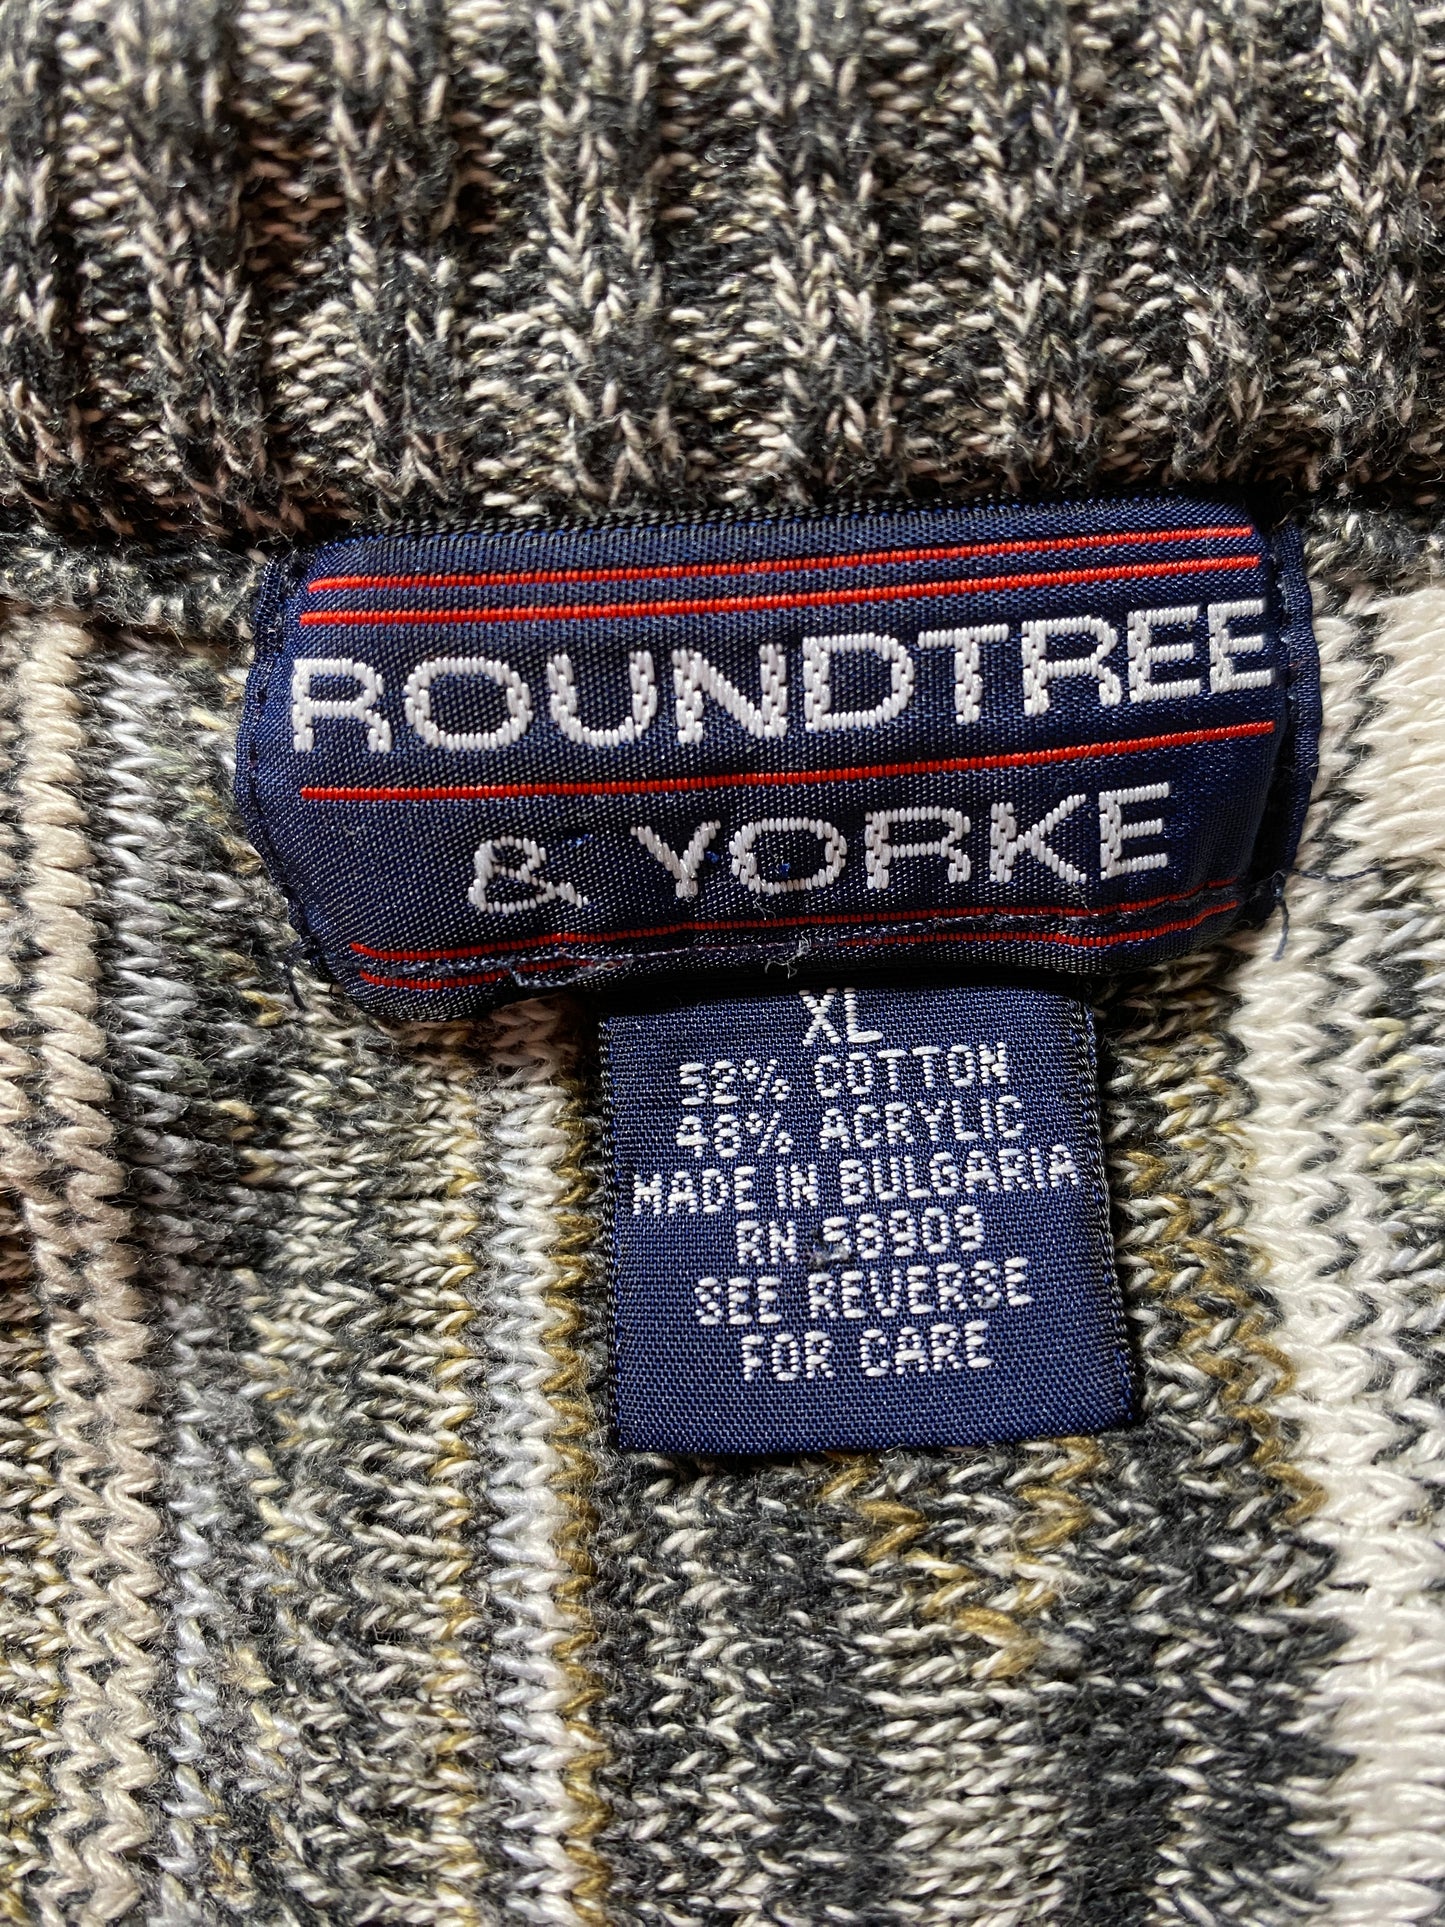 ROUNDTREE
& YORKE
XL
52% COTTON
48% ACRYLIC
MADE IN BULGARIA
RN 58909
SEE REVERSE
FOR CARE